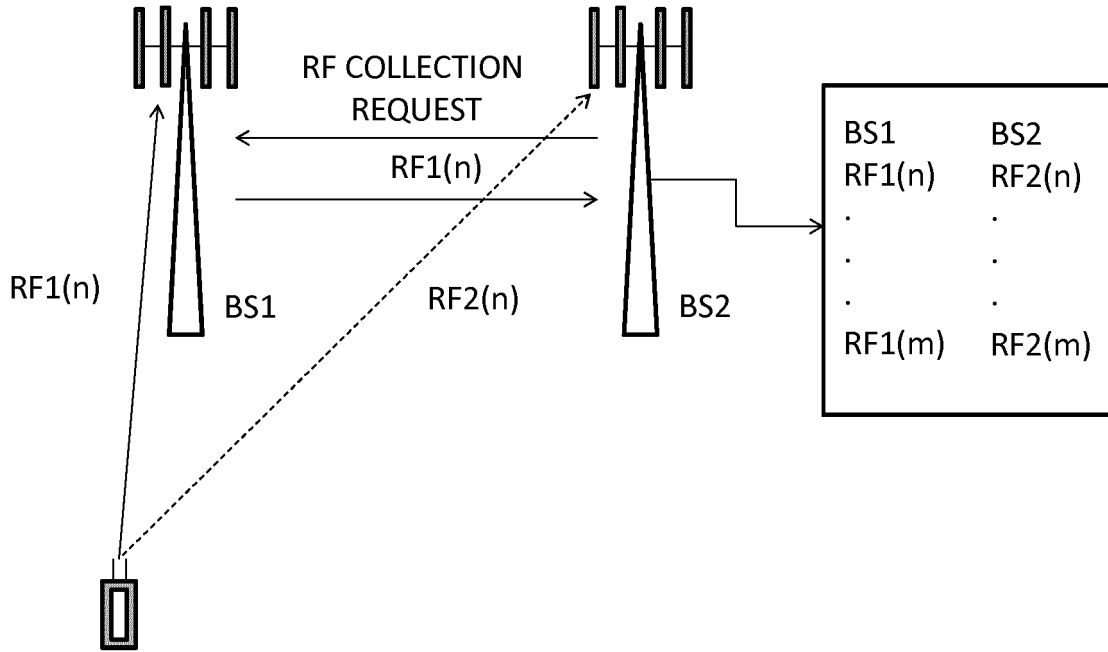 RF COLLECTION
REQUEST
RF1(n)
RF1(n)
RF2(n)
BS1
BS2
BS1 BS2
RF1(n) RF2(n)
. .
. .
. .
RF1(m) RF2(m)